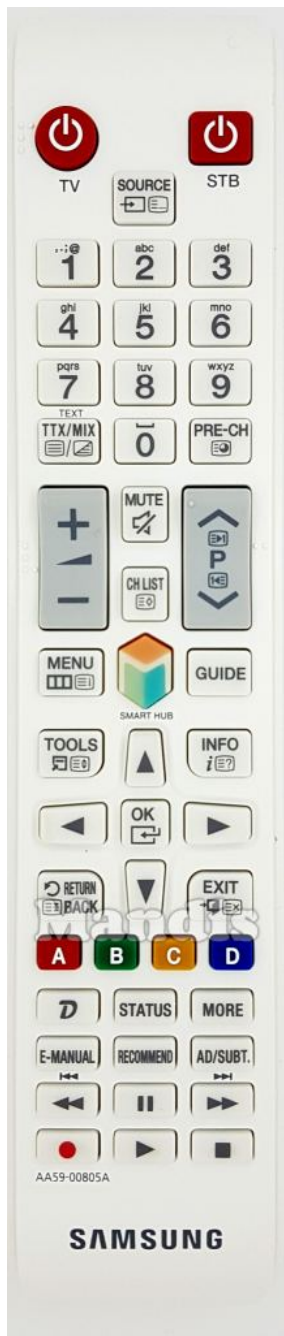 TV
STB
SOURCE
.-;@ abc def
1 2 3
ghi jkl mno
4 5 6
pqrs tuv wxyz
7 8 9
TEXT
TTX/MIX 0 PRE-CH
MUTE
+
P
CH LIST
−
MENU GUIDE
SMART HUB
TOOLS INFO
i ?
OK
RETURN EXIT
BACK
Mandis
A B C D
D STATUS MORE
E-MANUAL RECOMMEND AD/SUBT.
AA59-00805A
SAMSUNG